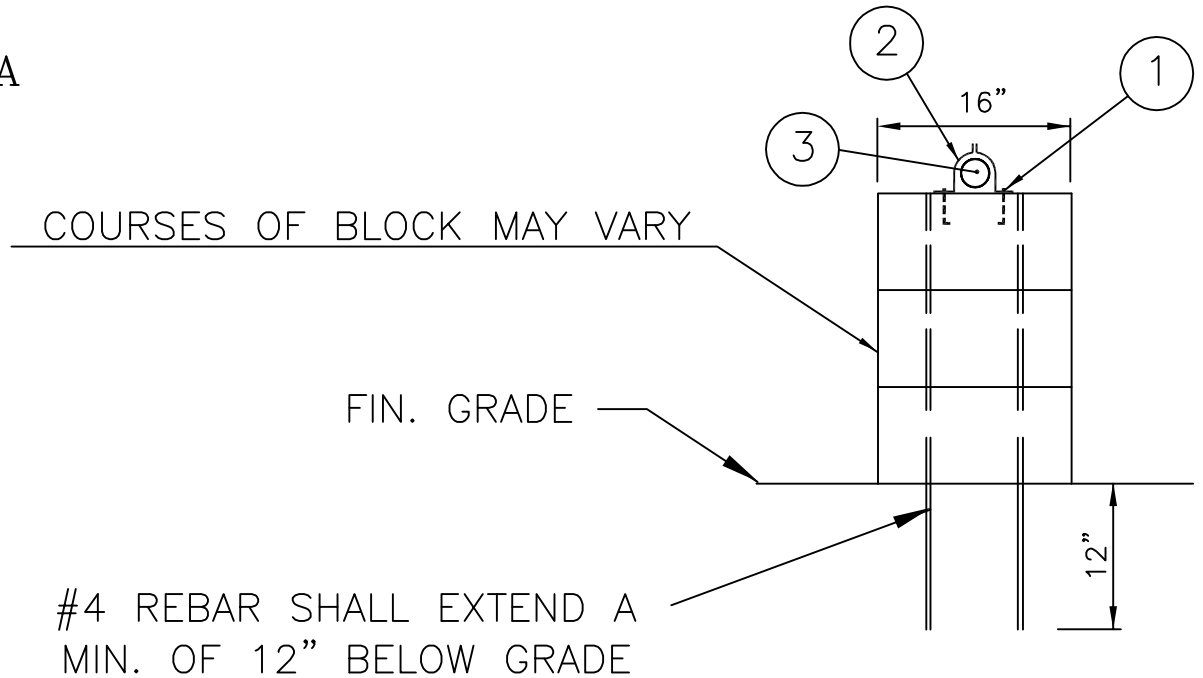 A
2
1
16”
3
COURSES OF BLOCK MAY VARY
FIN. GRADE
12”
#4 REBAR SHALL EXTEND A
MIN. OF 12” BELOW GRADE